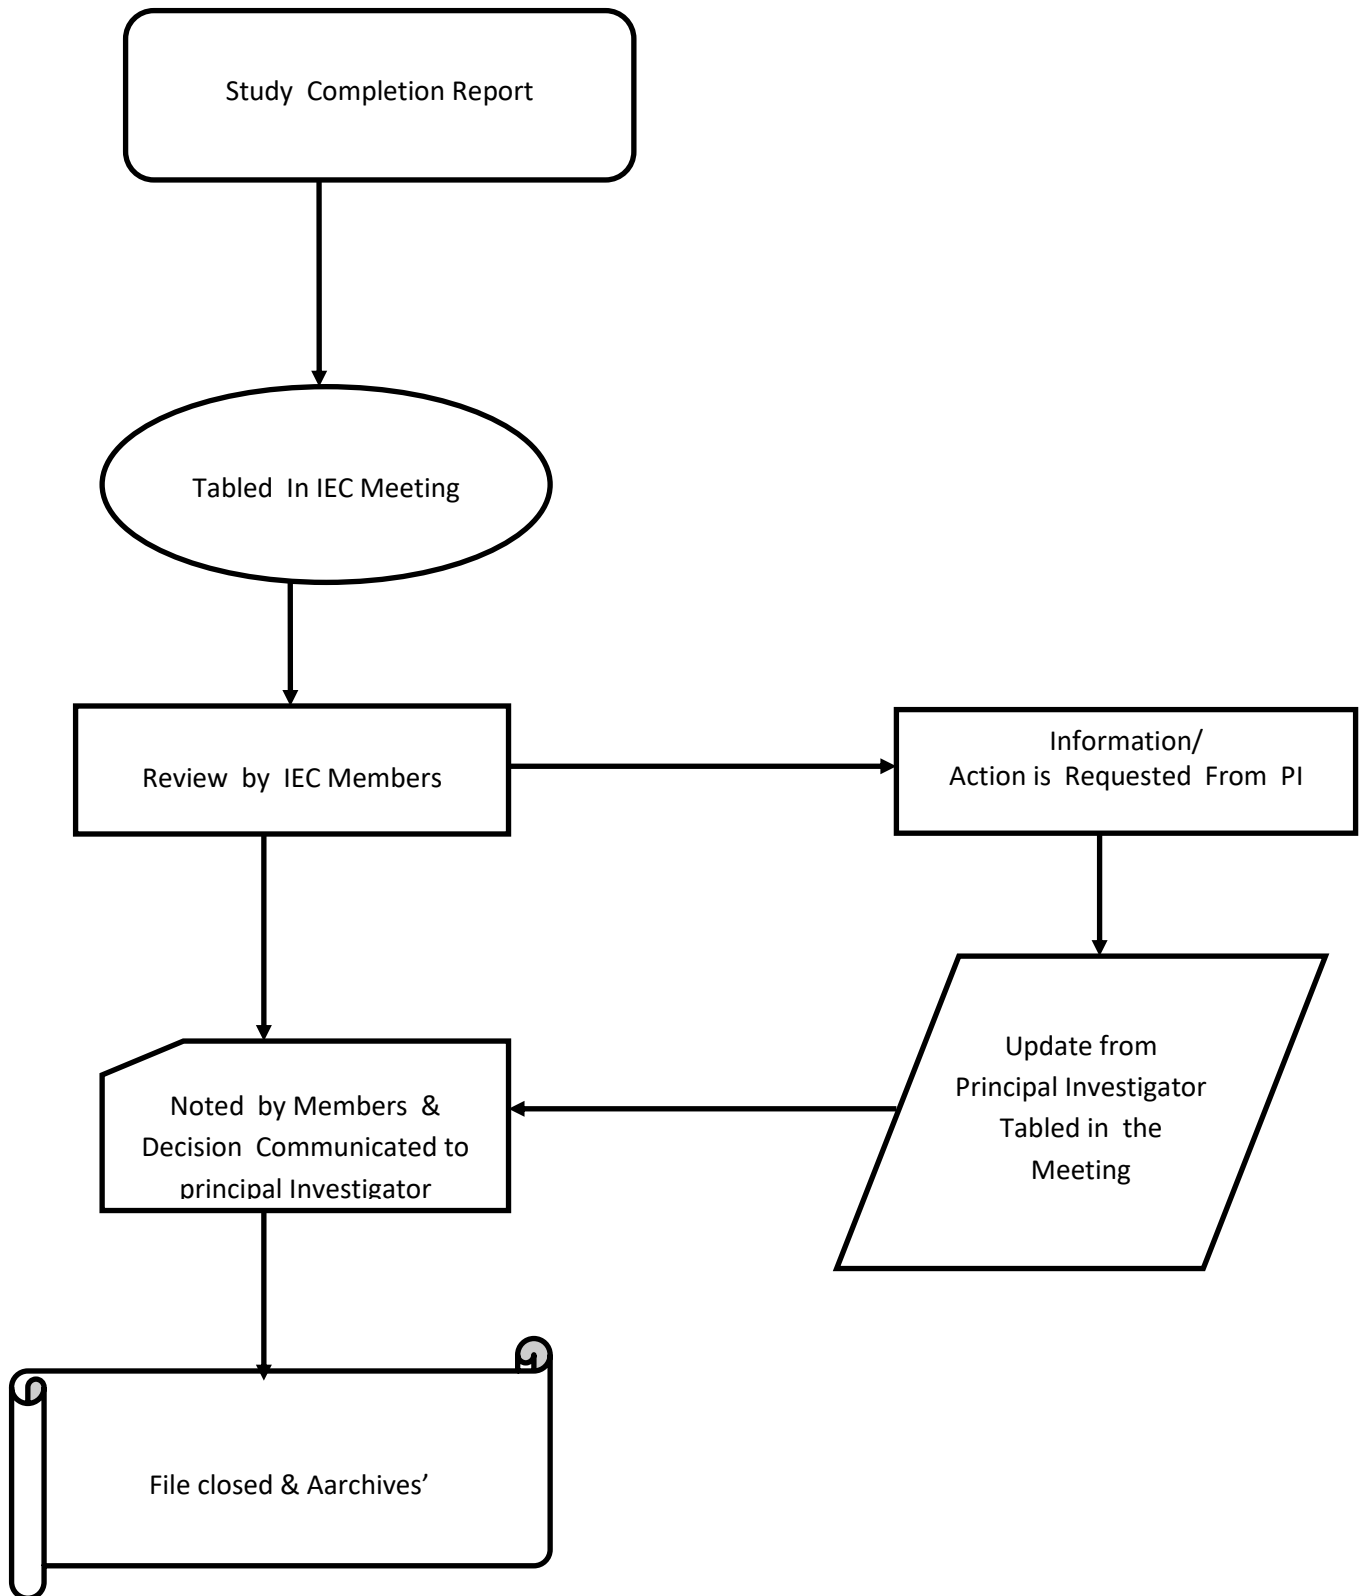 Study Completion Report
Tabled In IEC Meeting
Review by IEC Members
Information/
Action is Requested From PI
Update from
Principal Investigator
Tabled in the
Meeting
Noted by Members &
Decision Communicated to
principal Investigator
File closed & Aarchives’